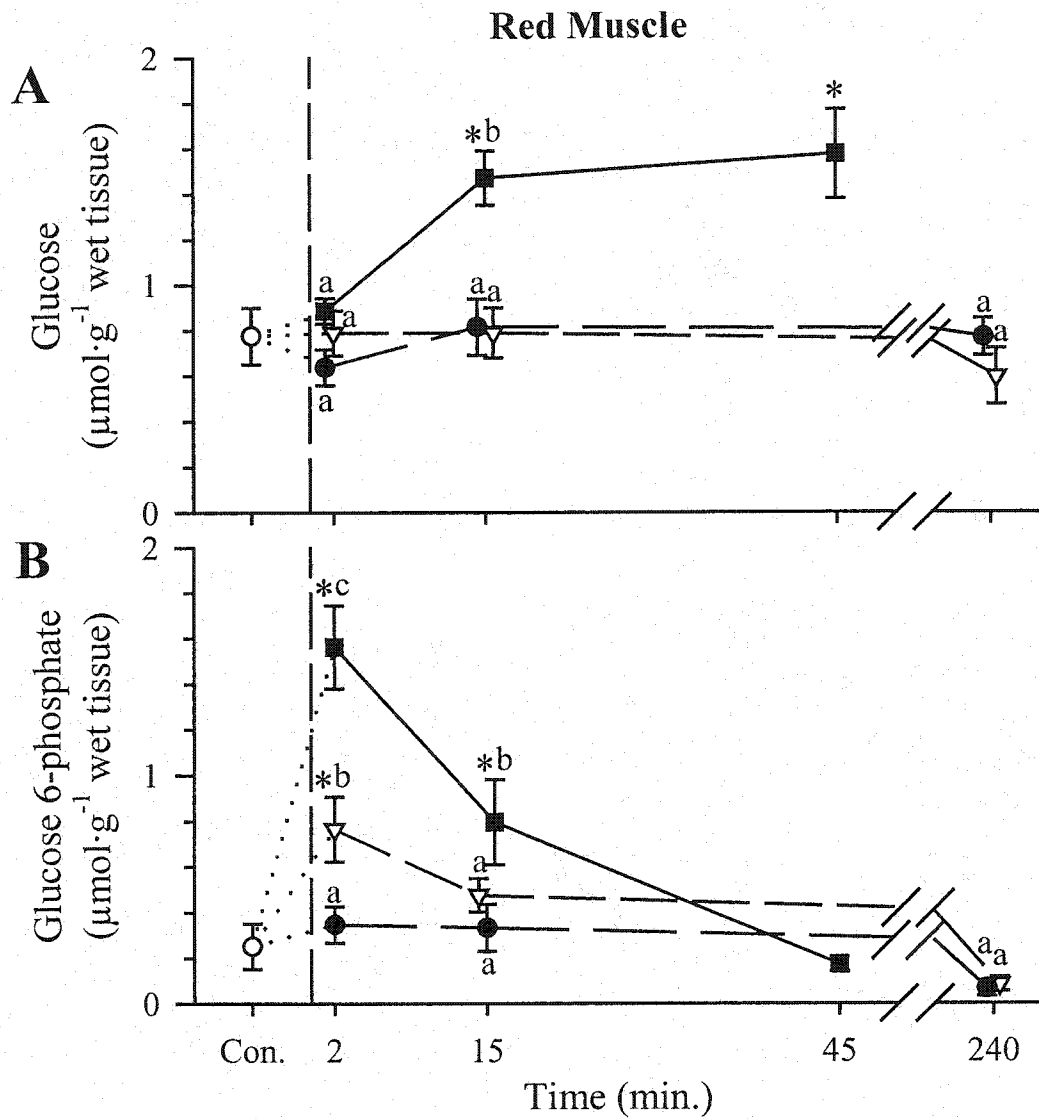 Red Muscle
A
Glucose
(µmol·g⁻¹ wet tissue)
2
1
0
a
a
a
*b
a
a
*
a
a
B
Glucose 6-phosphate
(µmol·g⁻¹ wet tissue)
2
1
0
*c
*b
a
*b
a
a
a
a
Con. 2 15 45 240
Time (min.)